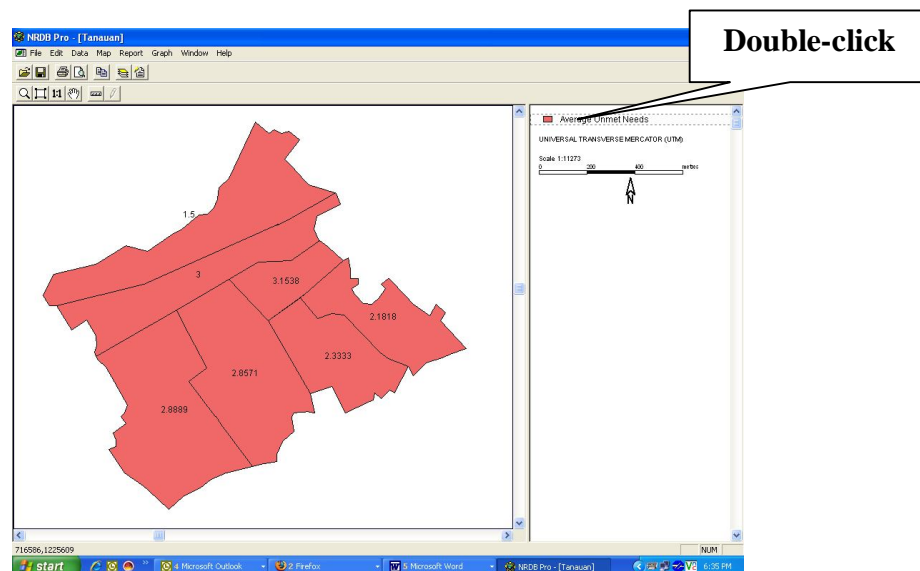 Double-click
NRDB Pro - [Tanauan]
File Edit Data Map Report Graph Window Help
1:1
Average Unmet Needs
UNIVERSAL TRANSVERSE MERCATOR (UTM)
Scale 1:11273
0 200 400 metres
N
1.5
3
3.1538
2.1818
2.3333
2.8571
2.8889
716586,1225609
NUM
start
4 Microsoft Outlook
2 Firefox
5 Microsoft Word
NRDB Pro - [Tanauan]
6:35 PM